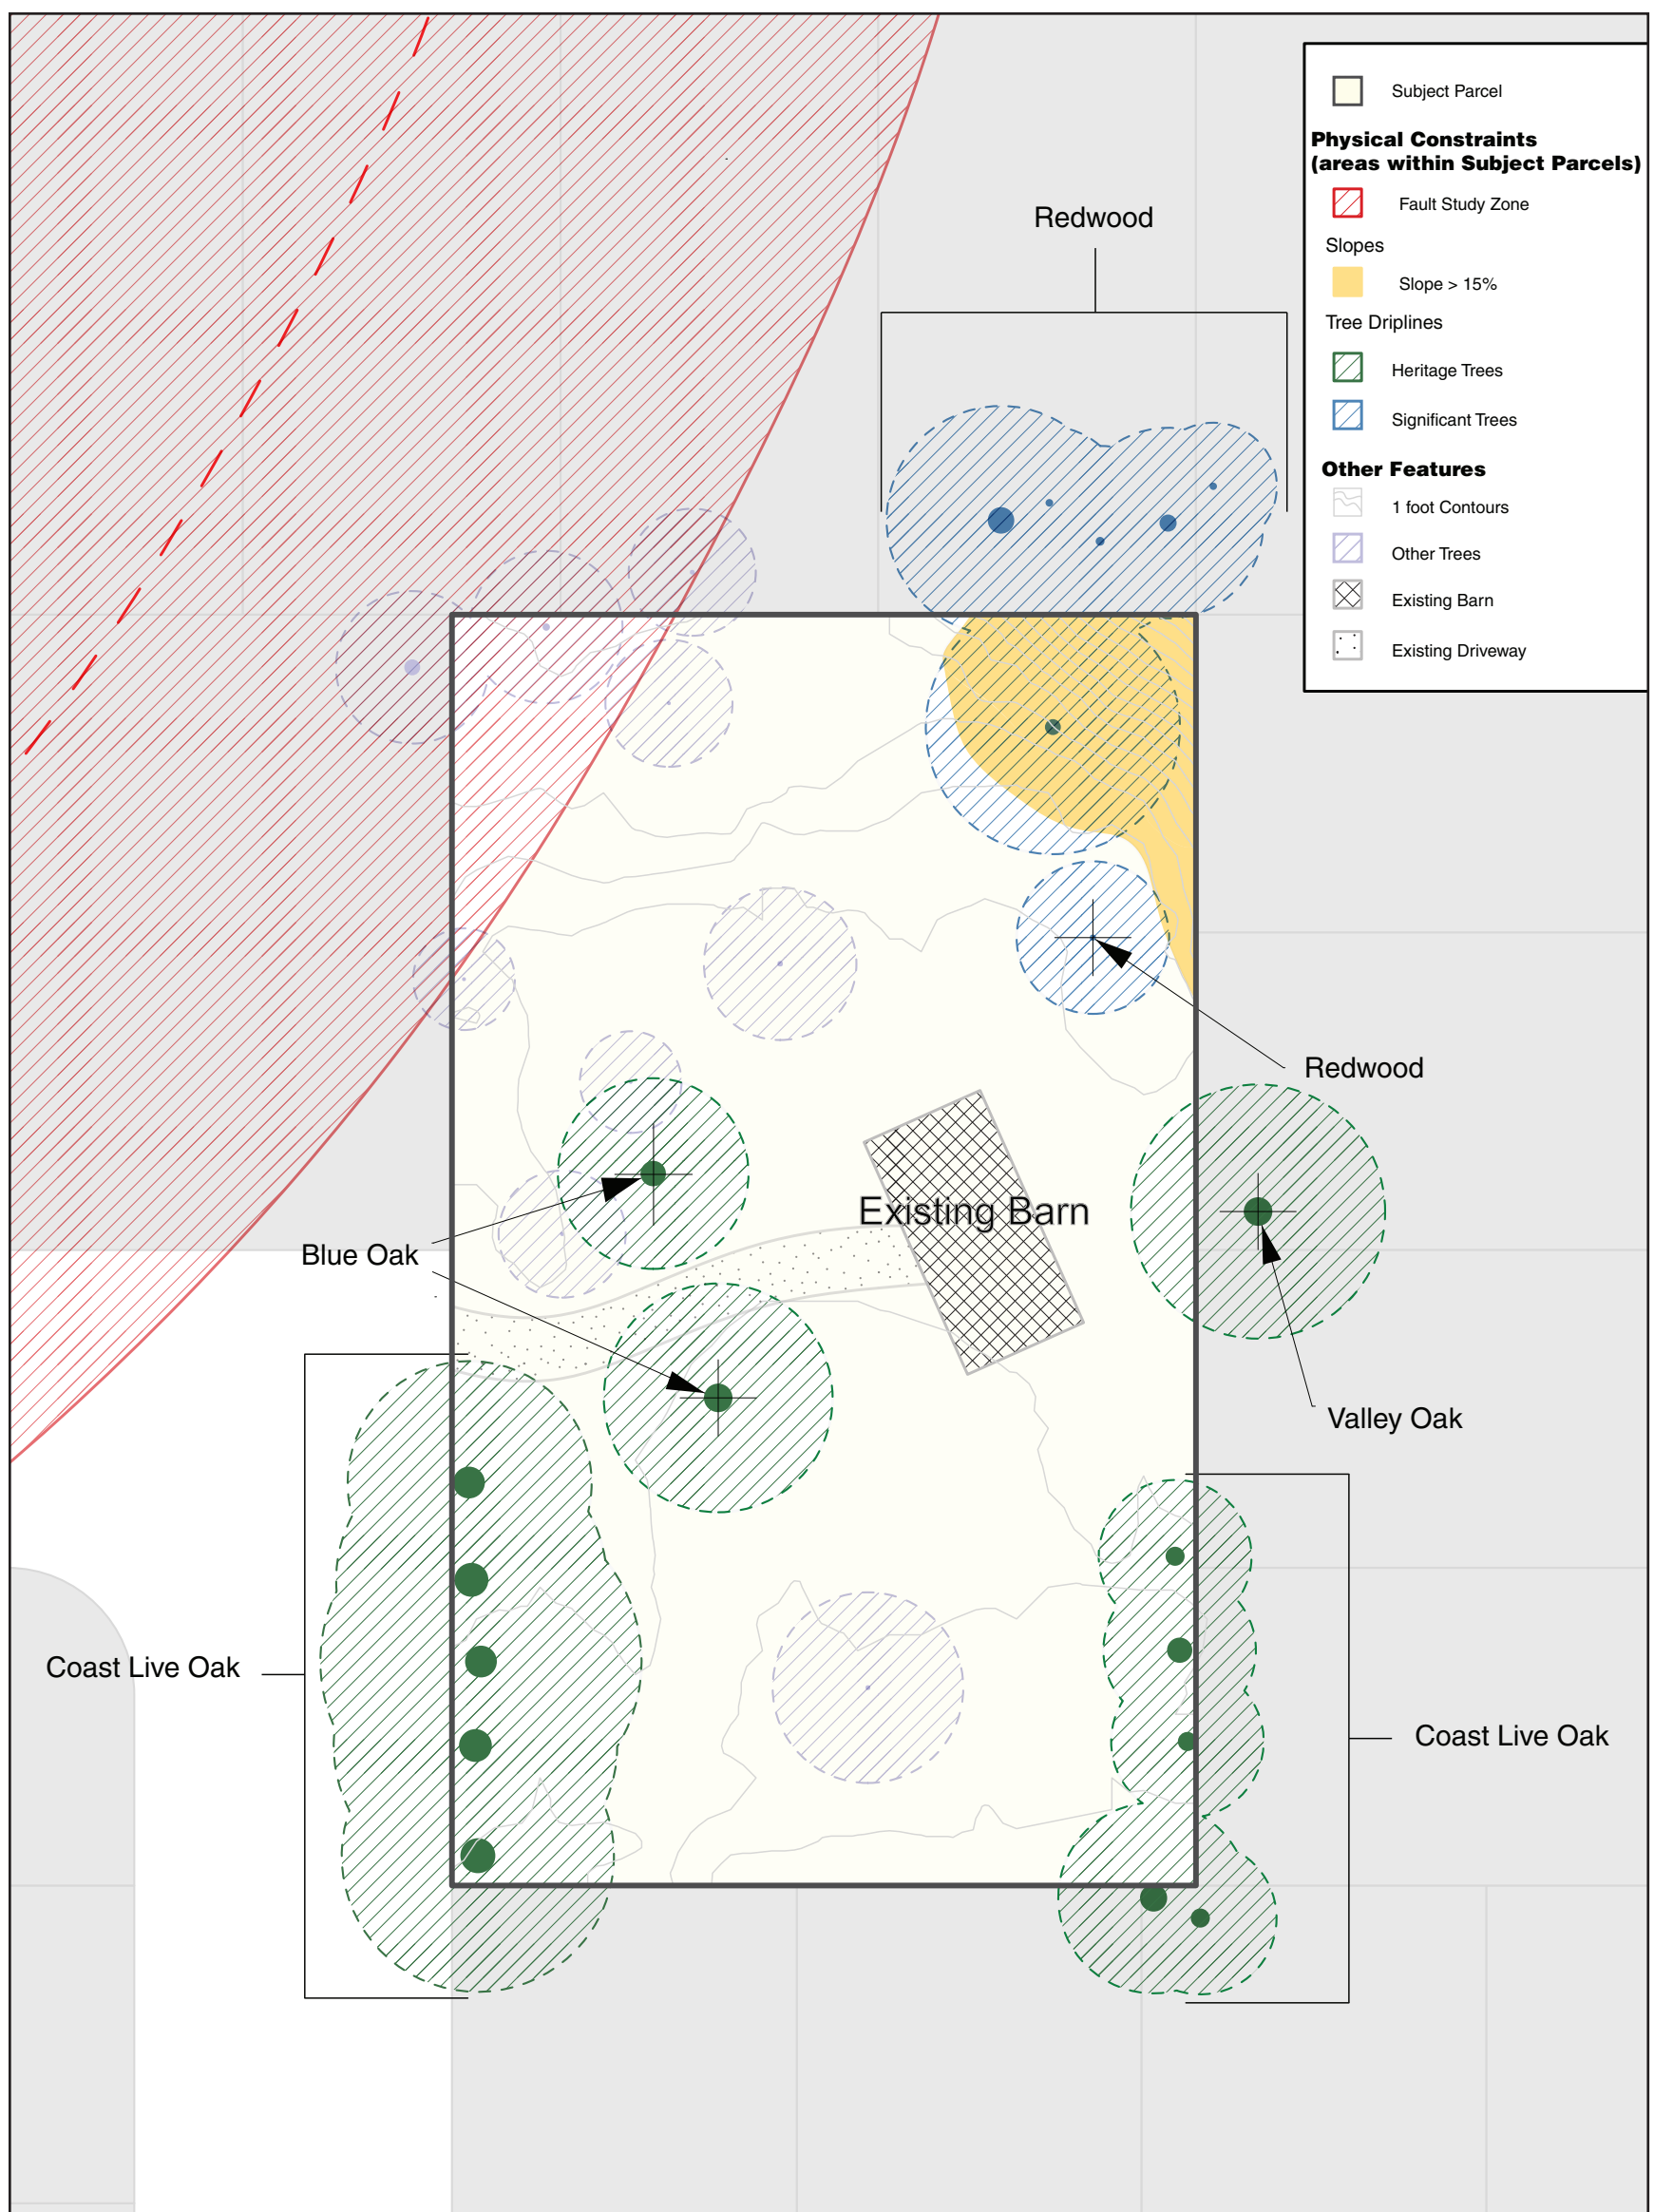 Subject Parcel
Physical Constraints
(areas within Subject Parcels)
Fault Study Zone
Slopes
Slope > 15%
Tree Driplines
Heritage Trees
Significant Trees
Other Features
1 foot Contours
Other Trees
Existing Barn
Existing Driveway
Redwood
Redwood
Existing Barn
Blue Oak
Valley Oak
Coast Live Oak
Coast Live Oak